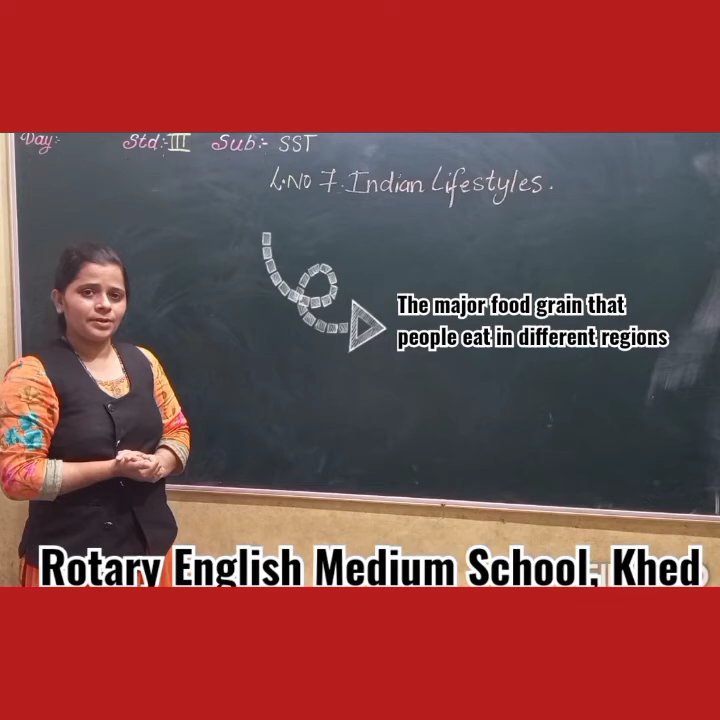 Day:-
Std:-III Sub:- SST
L.No 7. Indian Lifestyles.
The major food grain that
people eat in different regions
Rotary English Medium School, Khed